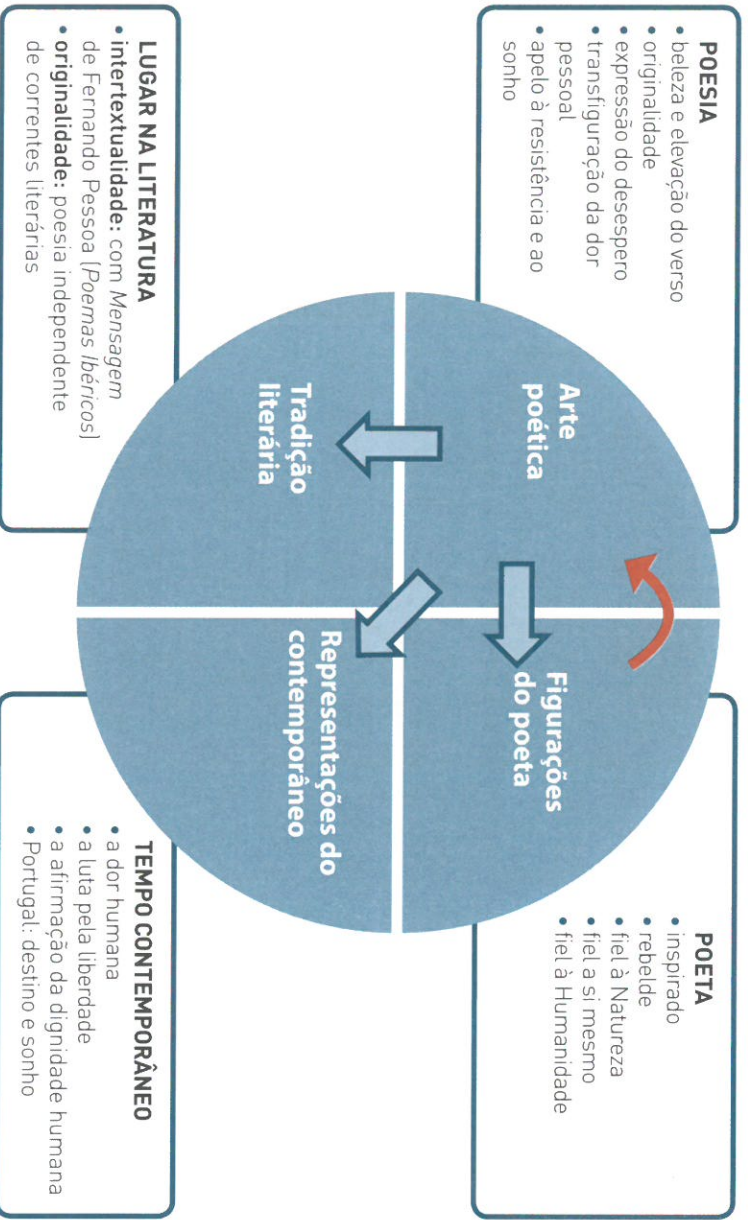 POESIA
• beleza e elevação do verso
• originalidade
• expressão do desespero
• transfiguração da dor
pessoal
• apelo à resistência e ao
sonho
POETA
• inspirado
• rebelde
• fiel à Natureza
• fiel a si mesmo
• fiel à Humanidade
Arte
poética
Figurações
do poeta
Tradição
literária
Representações do
contemporâneo
LUGAR NA LITERATURA
• intertextualidade: com Mensagem
de Fernando Pessoa (Poemas Ibéricos)
• originalidade: poesia independente
de correntes literárias
TEMPO CONTEMPORÂNEO
• a dor humana
• a luta pela liberdade
• a afirmação da dignidade humana
• Portugal: destino e sonho